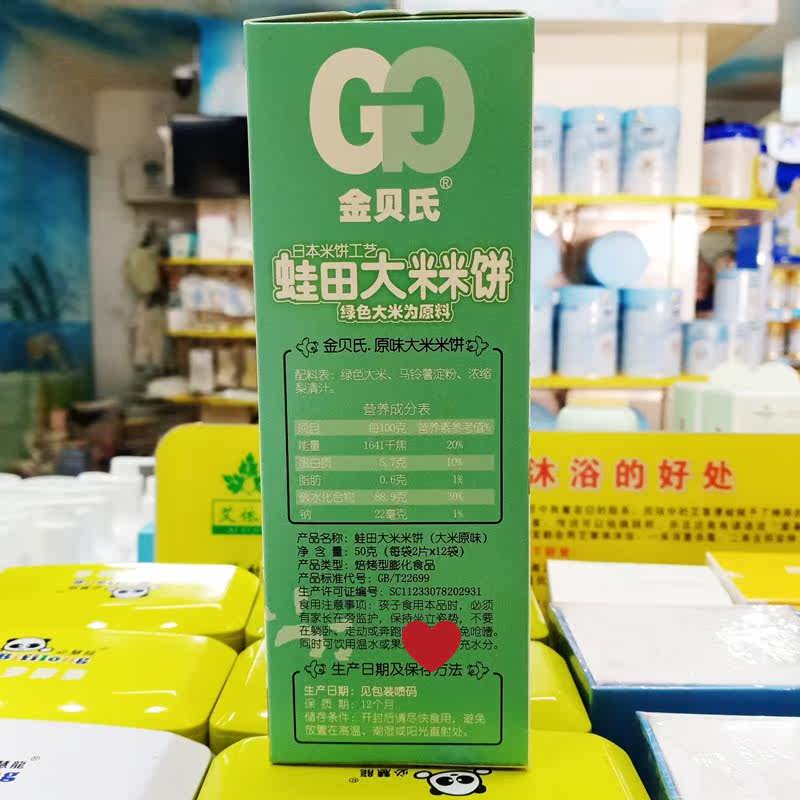 金贝氏®
日本米饼工艺
蛙田大米米饼
绿色大米为原料
金贝氏.原味大米米饼
配料表：绿色大米、马铃薯淀粉、浓缩
梨清汁。
营养成分表
项目 每100克 营养素参考值%
能量 1641千焦 20%
蛋白质 5.7克 10%
脂肪 0.6克 1%
碳水化合物 88.9克 30%
钠 22毫克 1%
产品名称：蛙田大米米饼（大米原味）
净 含 量：50克（每袋2片x12袋）
产品类型：焙烤型膨化食品
产品标准代号：GB/T22699
生产许可证编号：SC11233078202931
食用注意事项：孩子食用本品时，必须
有家长在旁监护，保持坐立姿势，不要
在躺卧、走动或奔跑 免呛噎。
同时可饮用温水或果 充水分。
生产日期及保存方法
生产日期：见包装喷码
保 质 期：12个月
储存条件：开封后请尽快食用，避免
放置在高温、潮湿或阳光直射处。
沐浴的好处
必慧龍
慧龍®